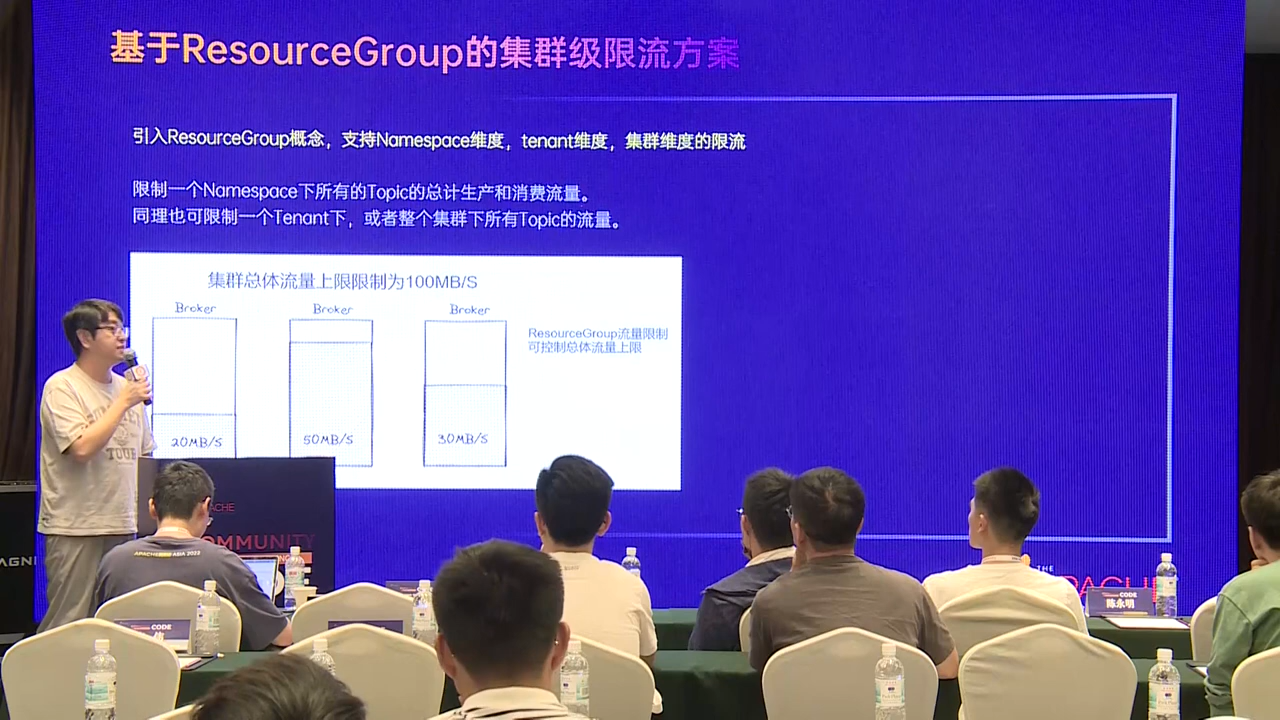 基于ResourceGroup的集群级限流方案
引入ResourceGroup概念，支持Namespace维度，tenant维度，集群维度的限流
限制一个Namespace下所有的Topic的总计生产和消费流量。
同理也可限制一个Tenant下，或者整个集群下所有Topic的流量。
集群总体流量上限限制为100MB/S
Broker
Broker
Broker
ResourceGroup流量限制
可控制总体流量上限
20MB/S
50MB/S
30MB/S
OMMUNITY
THE
CODE
陈永明
CODE